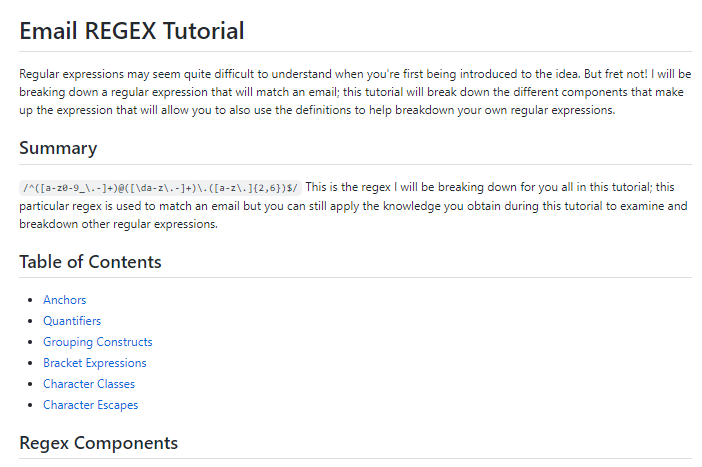 Email REGEX Tutorial
Regular expressions may seem quite difficult to understand when you're first being introduced to the idea. But fret not! I will be
breaking down a regular expression that will match an email; this tutorial will break down the different components that make
up the expression that will allow you to also use the definitions to help breakdown your own regular expressions.
Summary
/^([a-z0-9_\.-]+)@([\da-z\.-]+)\.([a-z\.]{2,6})$/ This is the regex I will be breaking down for you all in this tutorial; this
particular regex is used to match an email but you can still apply the knowledge you obtain during this tutorial to examine and
breakdown other regular expressions.
Table of Contents
• Anchors
• Quantifiers
• Grouping Constructs
• Bracket Expressions
• Character Classes
• Character Escapes
Regex Components